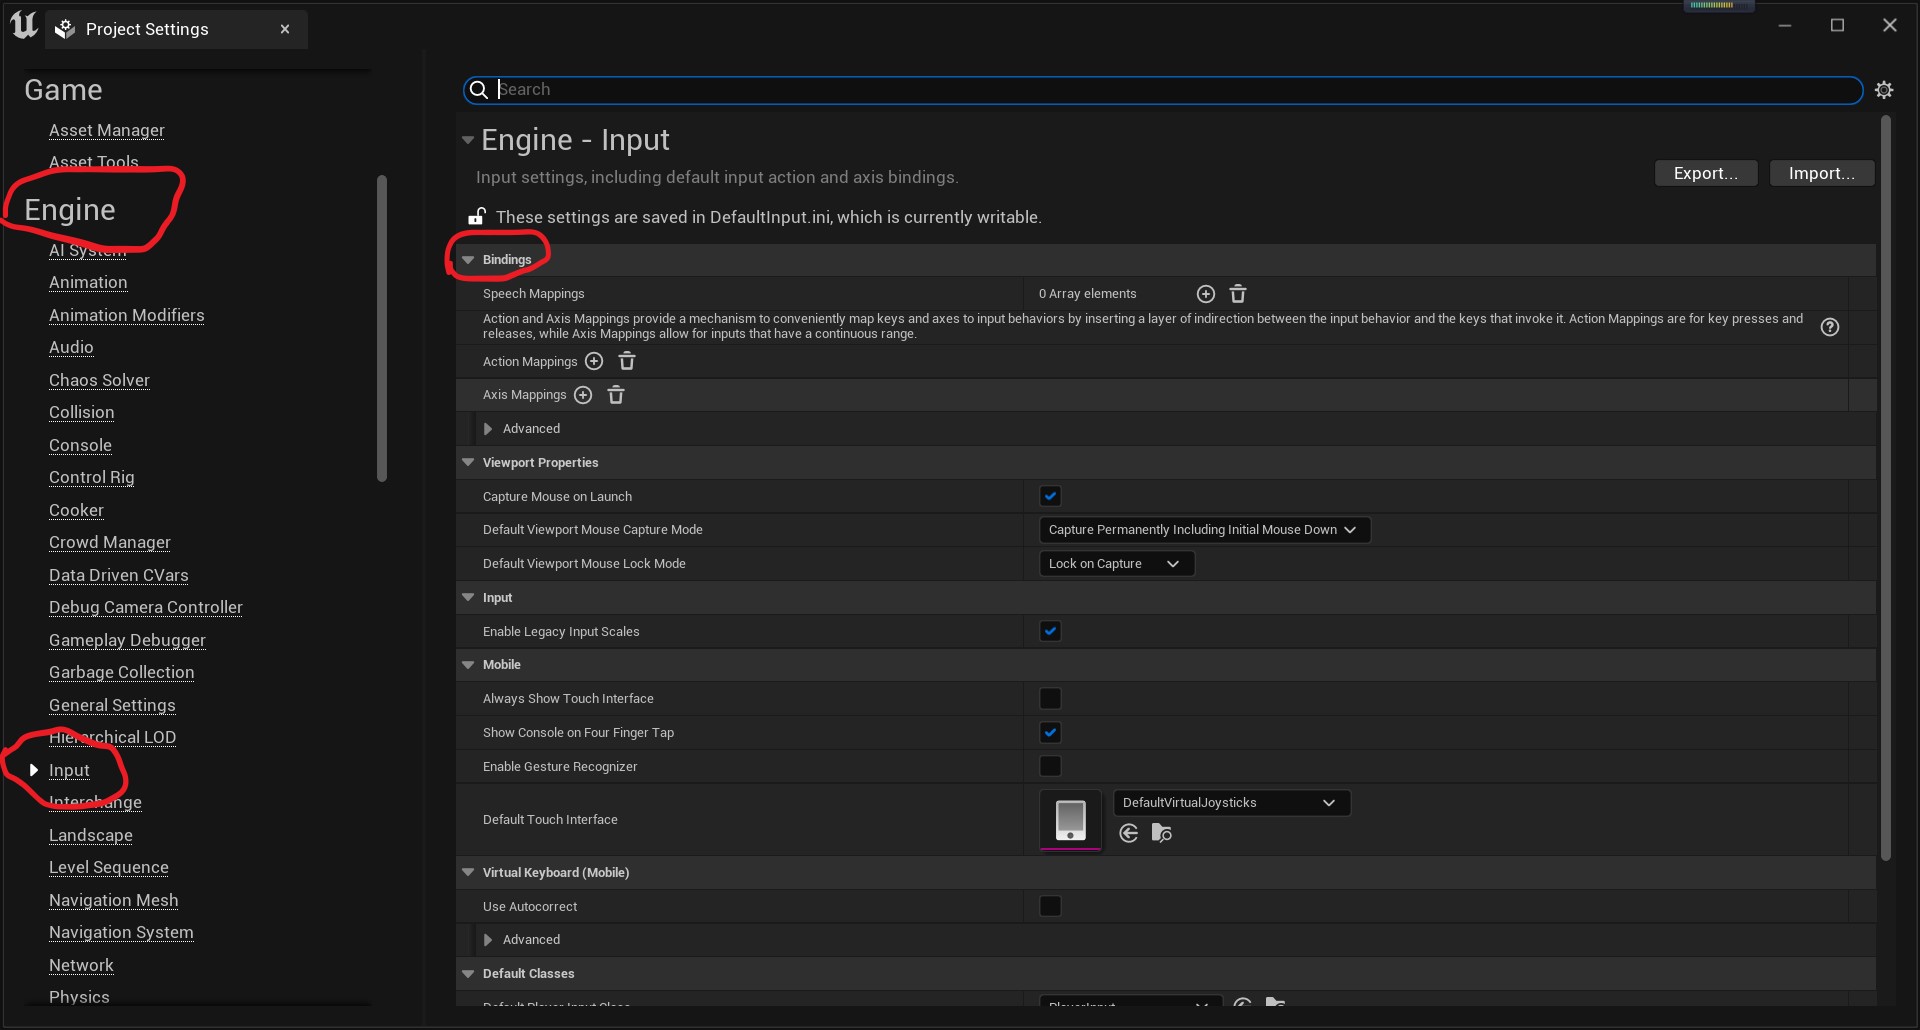 Project Settings
Game
Asset Manager
Asset Tools
Engine
AI System
Animation
Animation Modifiers
Audio
Chaos Solver
Collision
Console
Control Rig
Cooker
Crowd Manager
Data Driven CVars
Debug Camera Controller
Gameplay Debugger
Garbage Collection
General Settings
Hierarchical LOD
Input
Interchange
Landscape
Level Sequence
Navigation Mesh
Navigation System
Network
Physics
Search
Engine - Input
Input settings, including default input action and axis bindings.
Export... Import...
These settings are saved in DefaultInput.ini, which is currently writable.
Bindings
Speech Mappings 0 Array elements
Action and Axis Mappings provide a mechanism to conveniently map keys and axes to input behaviors by inserting a layer of indirection between the input behavior and the keys that invoke it. Action Mappings are for key presses and
releases, while Axis Mappings allow for inputs that have a continuous range.
Action Mappings
Axis Mappings
Advanced
Viewport Properties
Capture Mouse on Launch
Default Viewport Mouse Capture Mode Capture Permanently Including Initial Mouse Down
Default Viewport Mouse Lock Mode Lock on Capture
Input
Enable Legacy Input Scales
Mobile
Always Show Touch Interface
Show Console on Four Finger Tap
Enable Gesture Recognizer
Default Touch Interface DefaultVirtualJoysticks
Virtual Keyboard (Mobile)
Use Autocorrect
Advanced
Default Classes
Default Player Input Class PlayerInput